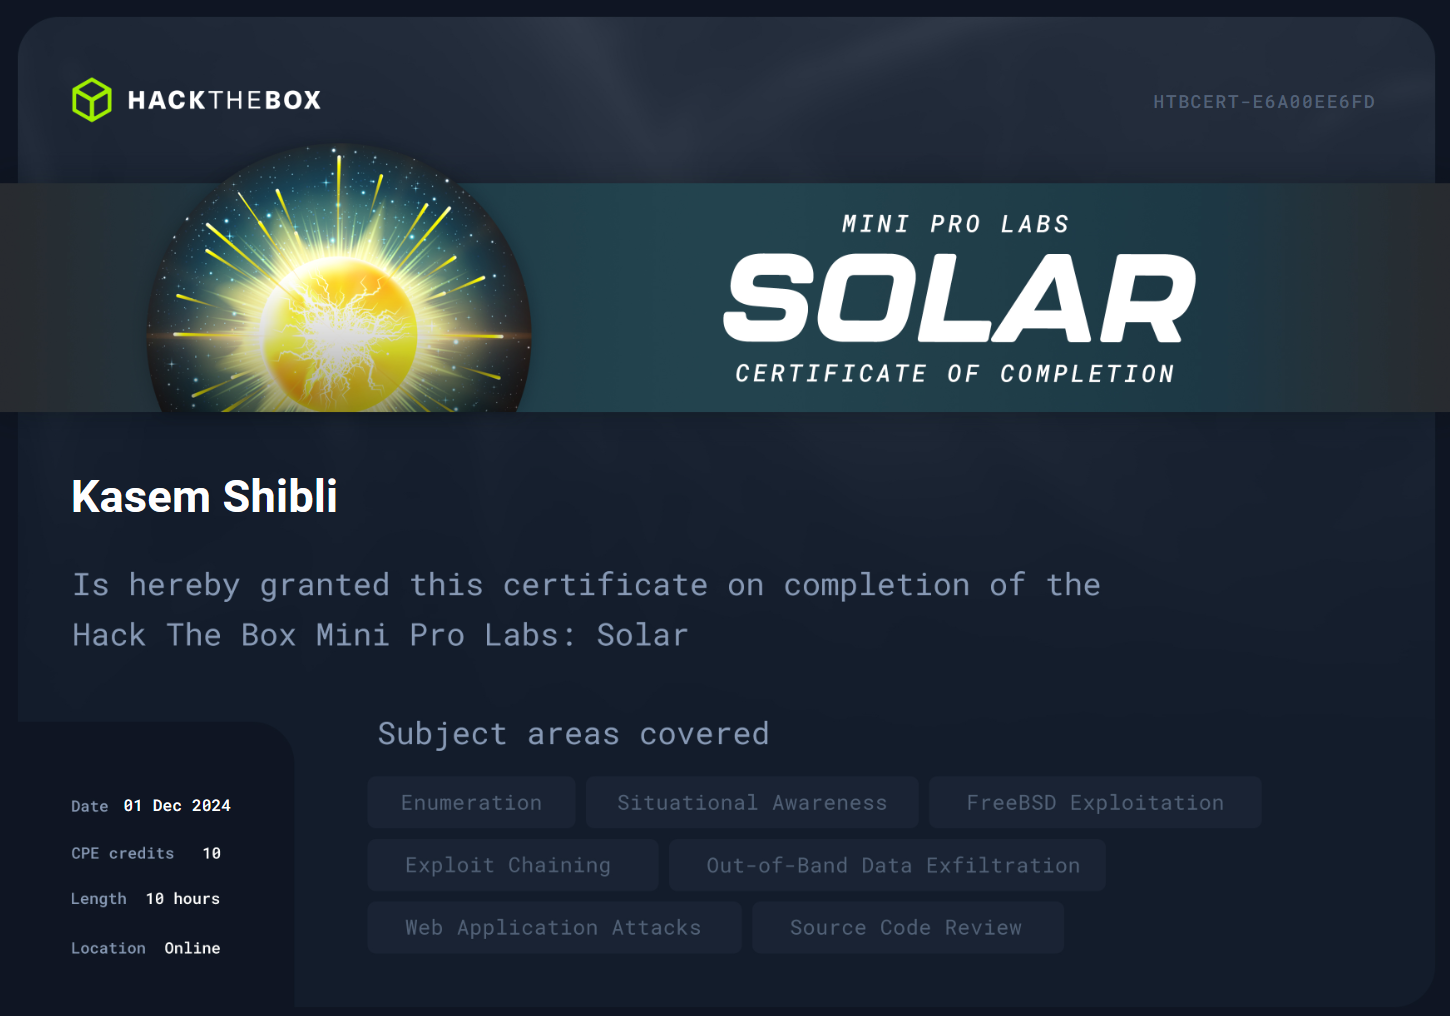 HACKTHEBOX
HTBCERT-E6A00EE6FD
MINI PRO LABS
SOLAR
CERTIFICATE OF COMPLETION
Kasem Shibli
Is hereby granted this certificate on completion of the
Hack The Box Mini Pro Labs: Solar
Subject areas covered
Enumeration Situational Awareness FreeBSD Exploitation
Exploit Chaining Out-of-Band Data Exfiltration
Web Application Attacks Source Code Review
Date 01 Dec 2024
CPE credits 10
Length 10 hours
Location Online